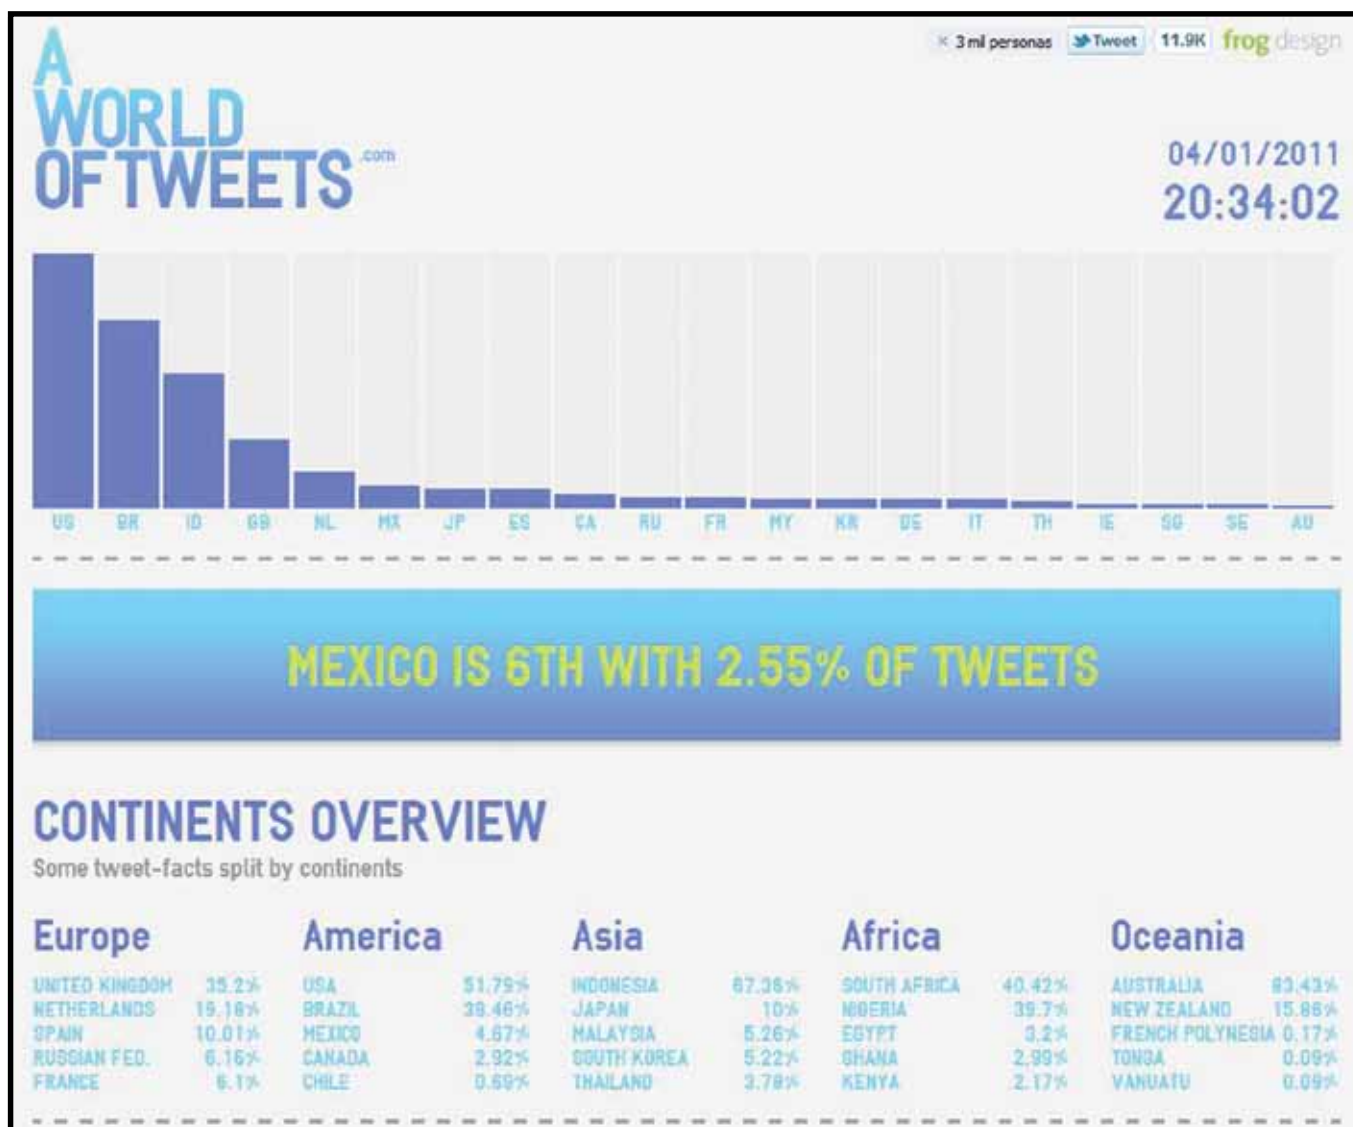 A
WORLD
OF TWEETS .com
× 3 mil personas Tweet 11.9K frog design
04/01/2011
20:34:02
US BR ID GB NL MX JP ES CA RU FR MY KR DE IT TH IE SG SE AU
MEXICO IS 6TH WITH 2.55% OF TWEETS
CONTINENTS OVERVIEW
Some tweet-facts split by continents
Europe America Asia Africa Oceania
UNITED KINGDOM 35.2% USA 51.79% INDONESIA 67.36% SOUTH AFRICA 40.42% AUSTRALIA 83.43%
NETHERLANDS 19.16% BRAZIL 39.46% JAPAN 10% NIGERIA 39.7% NEW ZEALAND 15.86%
SPAIN 10.01% MEXICO 4.67% MALAYSIA 5.26% EGYPT 3.2% FRENCH POLYNESIA 0.17%
RUSSIAN FED. 6.16% CANADA 2.92% SOUTH KOREA 5.22% GHANA 2.99% TONGA 0.09%
FRANCE 6.1% CHILE 0.69% THAILAND 3.78% KENYA 2.17% VANUATU 0.09%